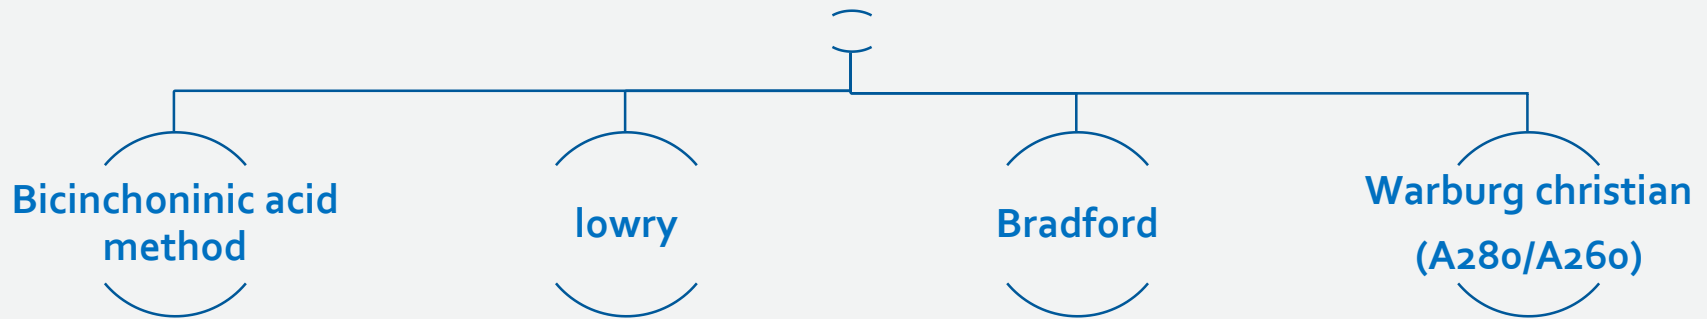 Bicinchoninic acid
method
lowry
Bradford
Warburg christian
(A280/A260)